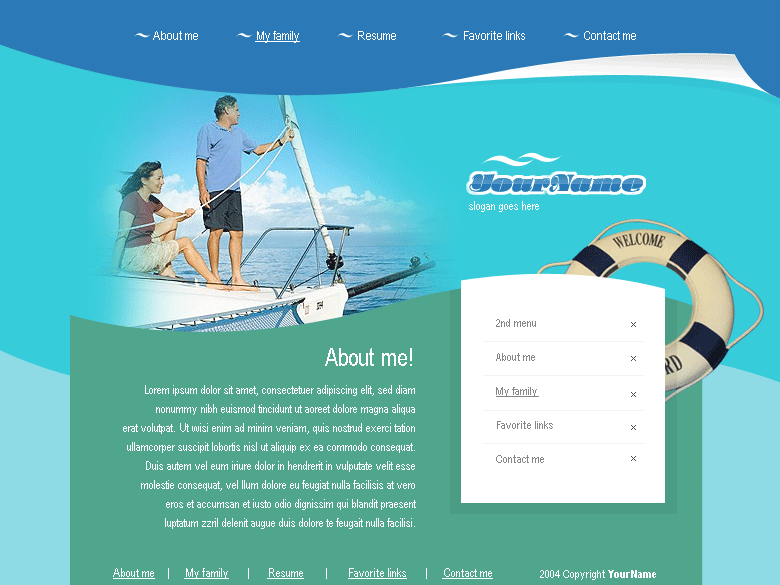 About me
My family
Resume
Favorite links
Contact me
YourName
slogan goes here
WELCOME
RD
2nd menu
About me
My family
Favorite links
Contact me
About me!
Lorem ipsum dolor sit amet, consectetuer adipiscing elit, sed diam
nonummy nibh euismod tincidunt ut aoreet dolore magna aliqua
erat volutpat. Ut wisi enim ad minim veniam, quis nostrud exerci tation
ullamcorper suscipit lobortis nisl ut aliquip ex ea commodo consequat.
Duis autem vel eum iriure dolor in hendrerit in vulputate velit esse
molestie consequat, vel llum dolore eu feugiat nulla facilisis at vero
eros et accumsan et iusto odio dignissim qui blandit praesent
luptatum zzril delenit augue duis dolore te feugait nulla facilisi.
About me | My family | Resume | Favorite links | Contact me
2004 Copyright YourName